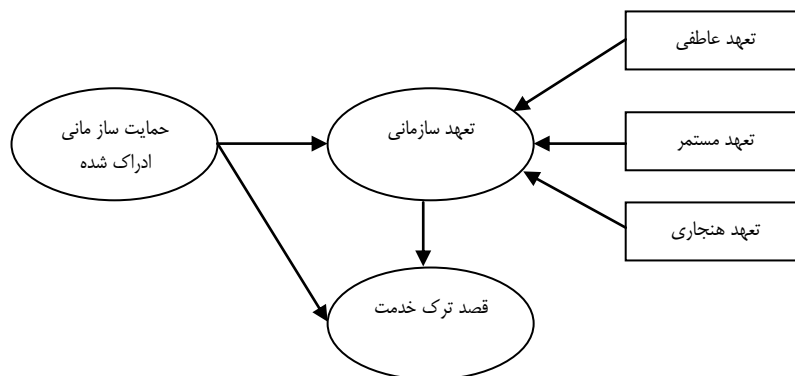 تعهد عاطفی
حمایت ساز مانی
ادراک شده
تعهد سازمانی
تعهد مستمر
تعهد هنجاری
قصد ترک خدمت